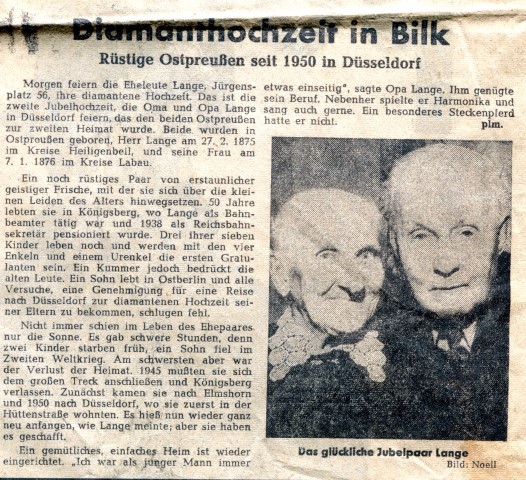 Diamanthochzeit in Bilk
Rüstige Ostpreußen seit 1950 in Düsseldorf
Morgen feiern die Eheleute Lange, Jürgens-
platz 56, ihre diamantene Hochzeit. Das ist die
zweite Jubelhochzeit, die Oma und Opa Lange
in Düsseldorf feiern, das den beiden Ostpreußen
zur zweiten Heimat wurde. Beide wurden in
Ostpreußen geboren, Herr Lange am 27. 2. 1875
im Kreise Heiligenbeil, und seine Frau am
7. 1. 1876 im Kreise Labau.
Ein noch rüstiges Paar von erstaunlicher
geistiger Frische, mit der sie sich über die klei-
nen Leiden des Alters hinwegsetzen. 50 Jahre
lebten sie in Königsberg, wo Lange als Bahn-
beamter tätig war und 1938 als Reichsbahn-
sekretär pensioniert wurde. Drei ihrer sieben
Kinder leben noch und werden mit den vier
Enkeln und einem Urenkel die ersten Gratu-
lanten sein. Ein Kummer jedoch bedrückt die
alten Leute. Ein Sohn lebt in Ostberlin und alle
Versuche, eine Genehmigung für eine Reise
nach Düsseldorf zur diamantenen Hochzeit
seiner Eltern zu bekommen, schlugen fehl.
Nicht immer schien im Leben des Ehepaares
nur die Sonne. Es gab schwere Stunden, denn
zwei Kinder starben früh, ein Sohn fiel im
Zweiten Weltkrieg. Am schwersten aber war
der Verlust der Heimat. 1945 mußten sie sich
dem großen Treck anschließen und Königsberg
verlassen. Zunächst kamen sie nach Elmshorn
und 1950 nach Düsseldorf, wo sie zuerst in der
Hüttenstraße wohnten. Es hieß nun wieder ganz
neu anfangen, wie Lange meinte; aber sie haben
es geschafft.
Ein gemütliches, einfaches Heim ist wieder
eingerichtet. „Ich war als junger Mann immer
etwas einseitig", sagte Opa Lange. Ihm genügte
sein Beruf. Nebenher spielte er Harmonika und
sang auch gerne. Ein besonderes Steckenpferd
hatte er nicht. plm.
Das glückliche Jubelpaar Lange
Bild: Noell